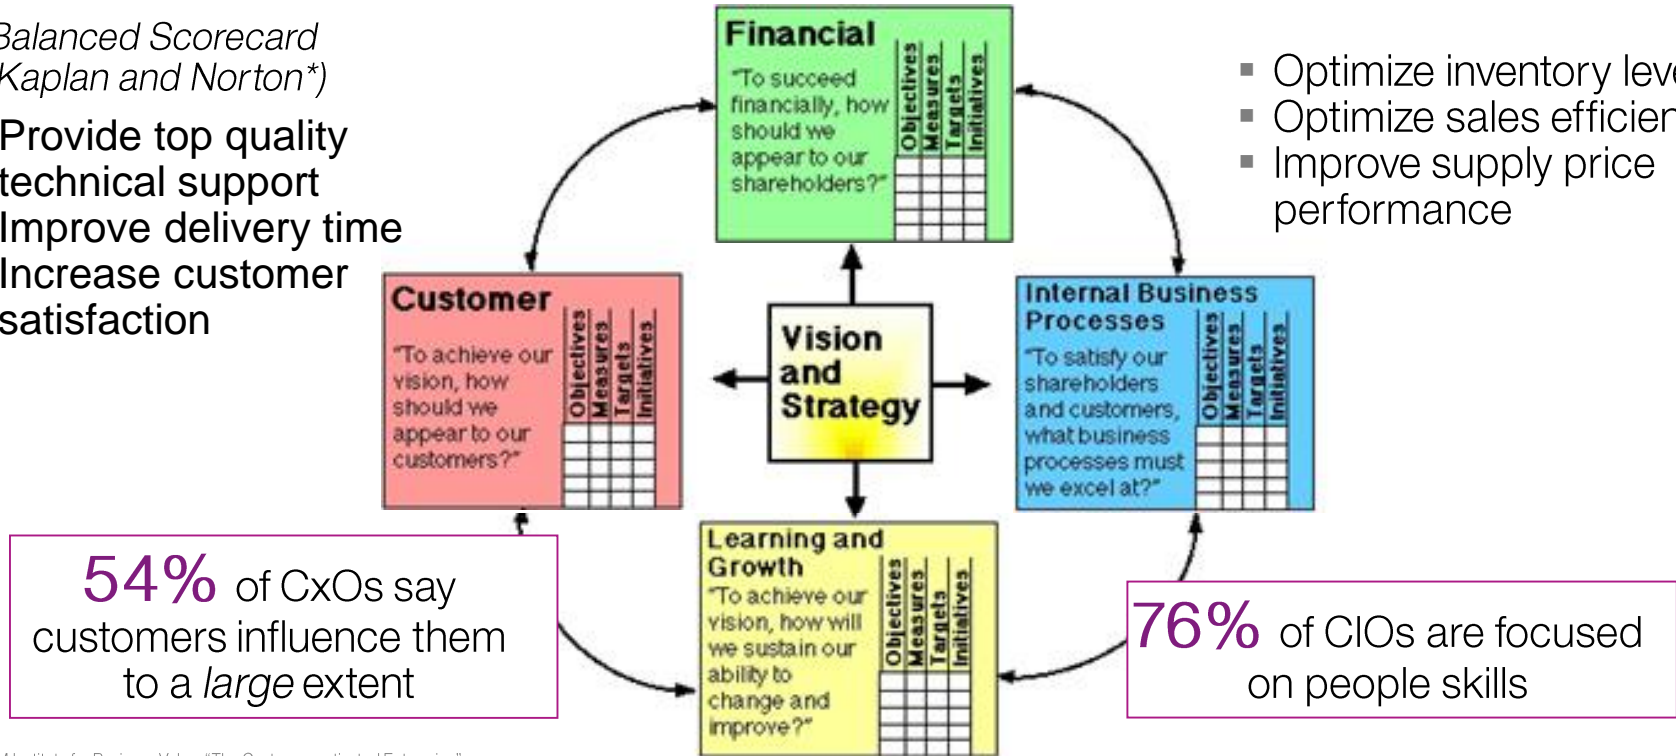 Balanced Scorecard
Kaplan and Norton*)
Provide top quality
technical support
Improve delivery time
Increase customer
satisfaction
Financial
"To succeed
financially, how
should we
appear to our
shareholders?"
Objectives
Measures
Targets
Initiatives
▪ Optimize inventory
▪ Optimize sales
▪ Improve supply price
performance
Customer
"To achieve our
vision, how
should we
appear to our
customers?"
Objectives
Measures
Targets
Initiatives
Vision
and
Strategy
Internal Business
Processes
"To satisfy our
shareholders
and customers,
what business
processes must
we excel at?"
Objectives
Measures
Targets
Initiatives
Learning and
Growth
"To achieve our
vision, how will
we sustain our
ability to
change and
improve?"
Objectives
Measures
Targets
Initiatives
54% of CxOs say
customers influence them
to a large extent
76% of CIOs are focused
on people skills